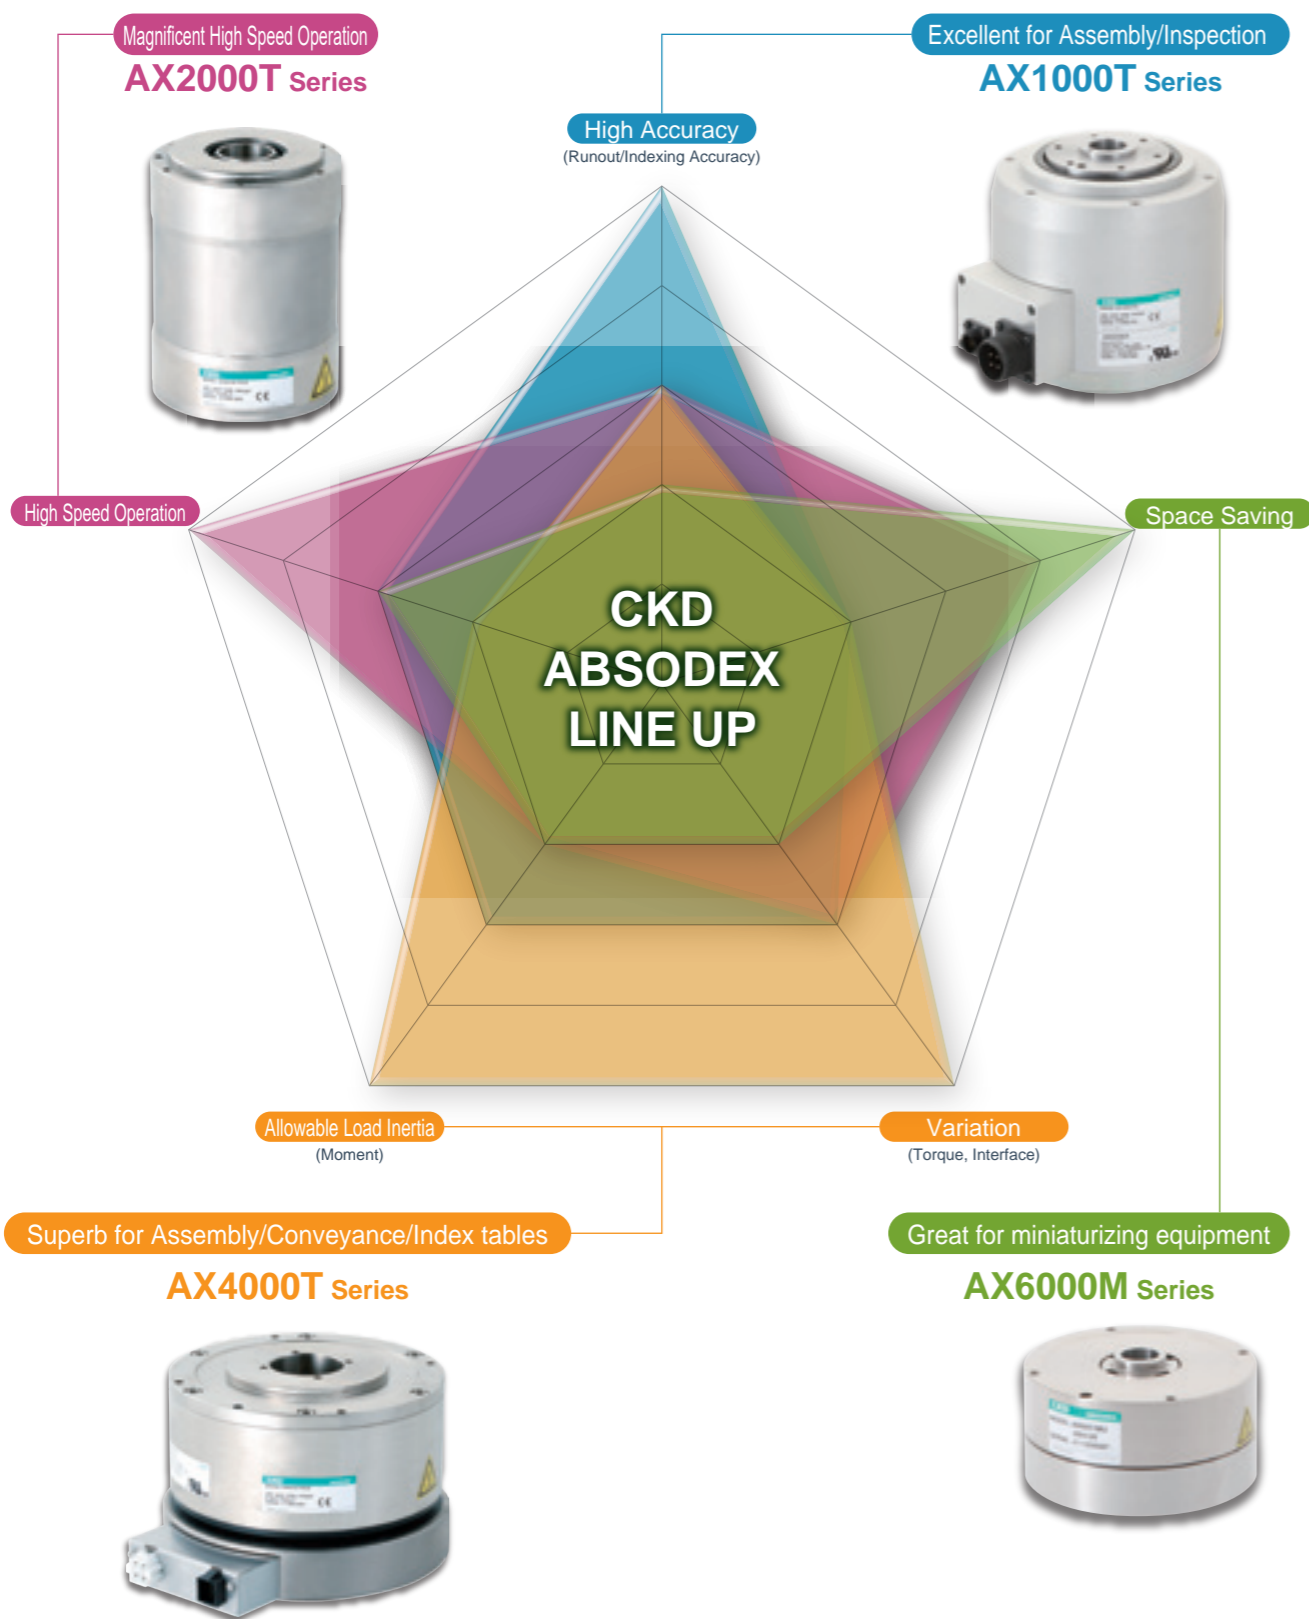 Magnificent High Speed Operation
AX2000T Series
Excellent for Assembly/Inspection
AX1000T Series
High Accuracy
(Runout/Indexing Accuracy)
High Speed Operation
Space Saving
CKD
ABSODEX
LINE UP
Allowable Load Inertia
(Moment)
Variation
(Torque, Interface)
Superb for Assembly/Conveyance/Index tables
AX4000T Series
Great for miniaturizing equipment
AX6000M Series